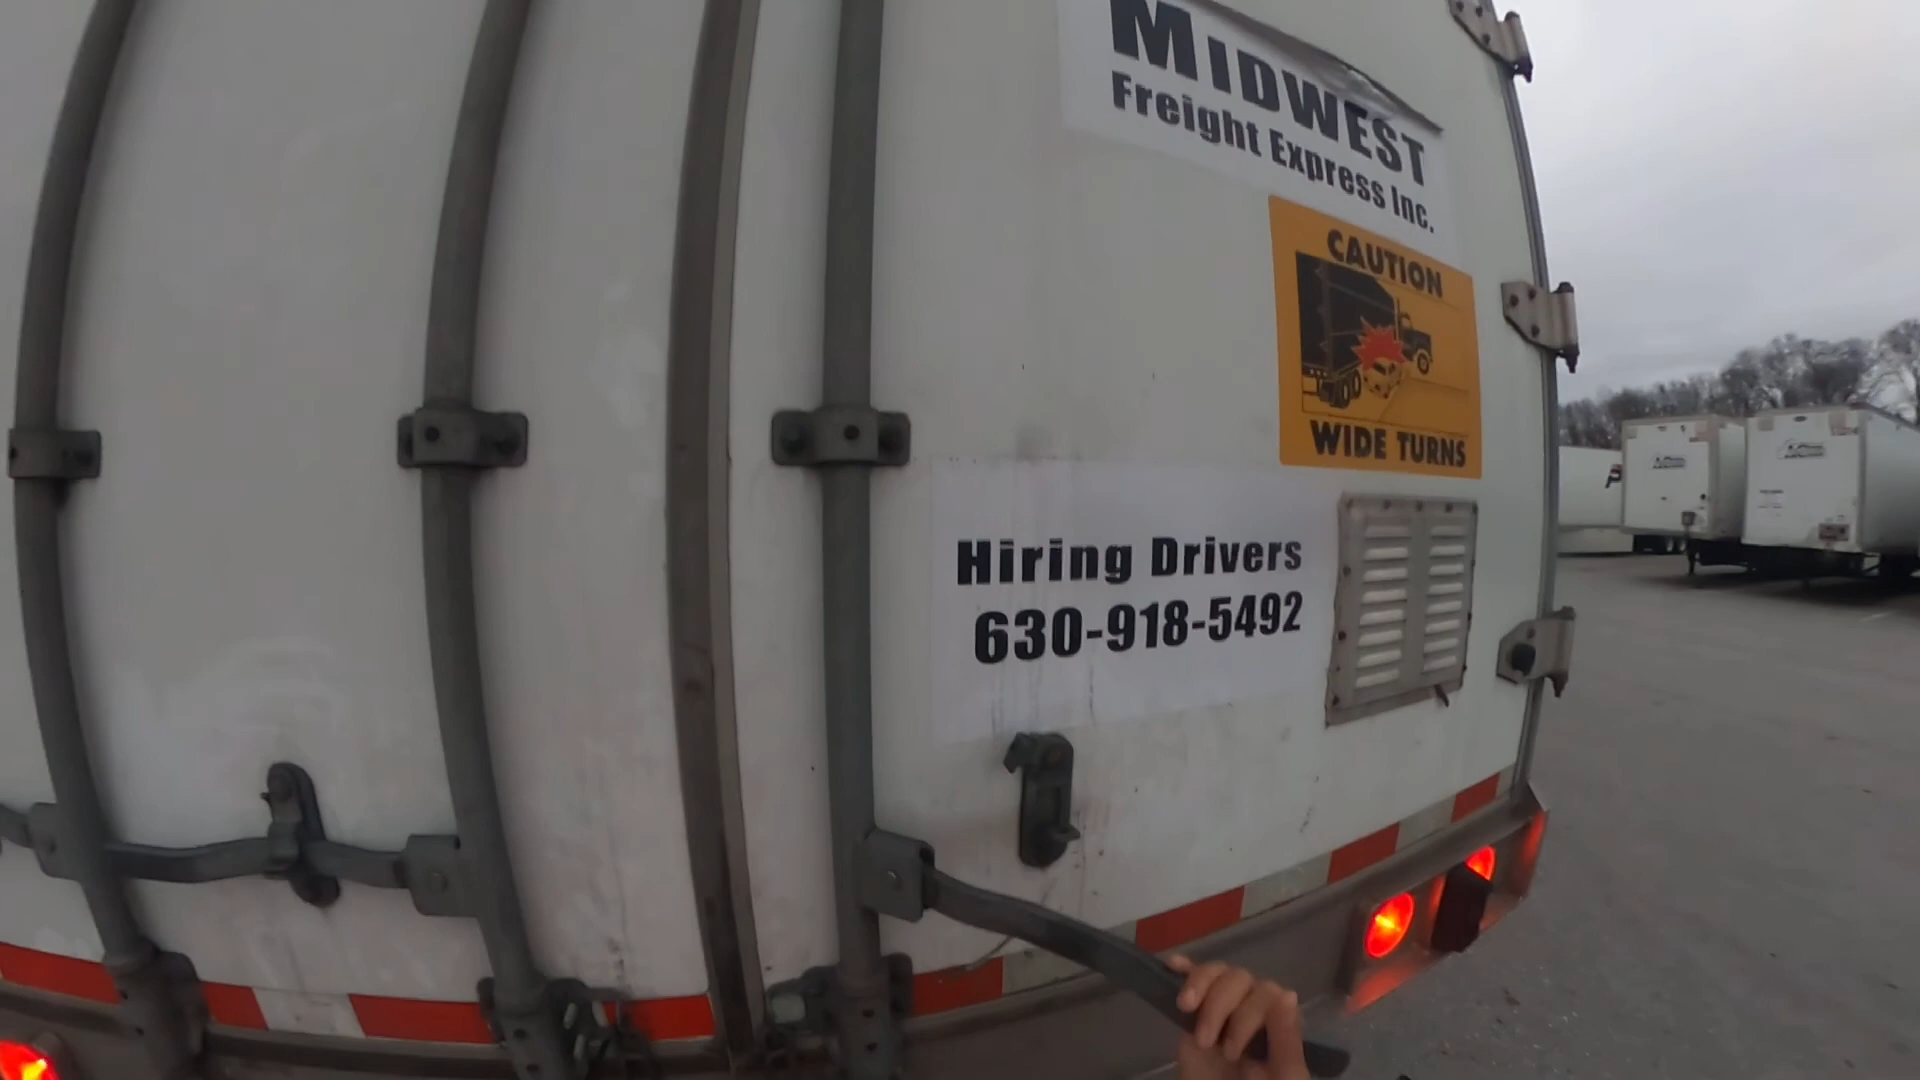 MIDWEST
Freight Express Inc.
CAUTION
WIDE TURNS
Hiring Drivers
630-918-5492